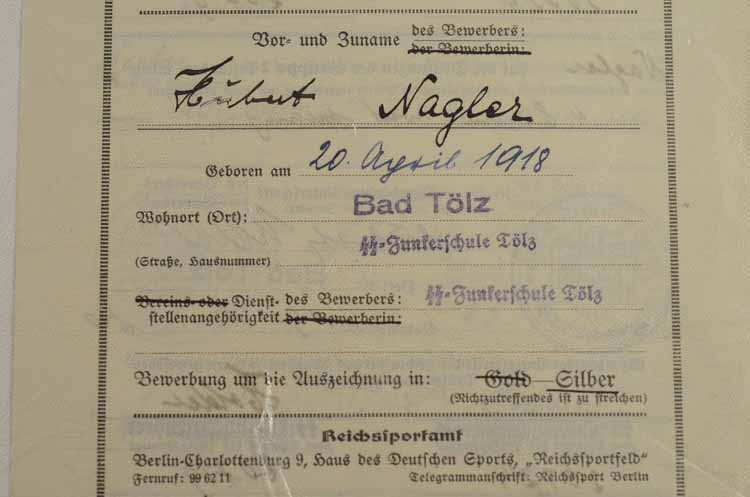 Vor- und Zuname des Bewerbers:
der Bewerberin:
Hubert Nagler
Geboren am 20. April 1918
Wohnort (Ort): Bad Tölz
(Straße, Hausnummer) SS-Junkerschule Tölz
Vereins- oder Dienst- des Bewerbers: SS-Junkerschule Tölz
stellenangehörigkeit der Bewerberin:
Bewerbung um die Auszeichnung in: Gold — Silber
(Nichtzutreffendes ist zu streichen)
Reichssportamt
Berlin-Charlottenburg 9, Haus des Deutschen Sports, „Reichssportfeld"
Fernruf: 99 62 11 Telegrammanschrift: Reichssport Berlin